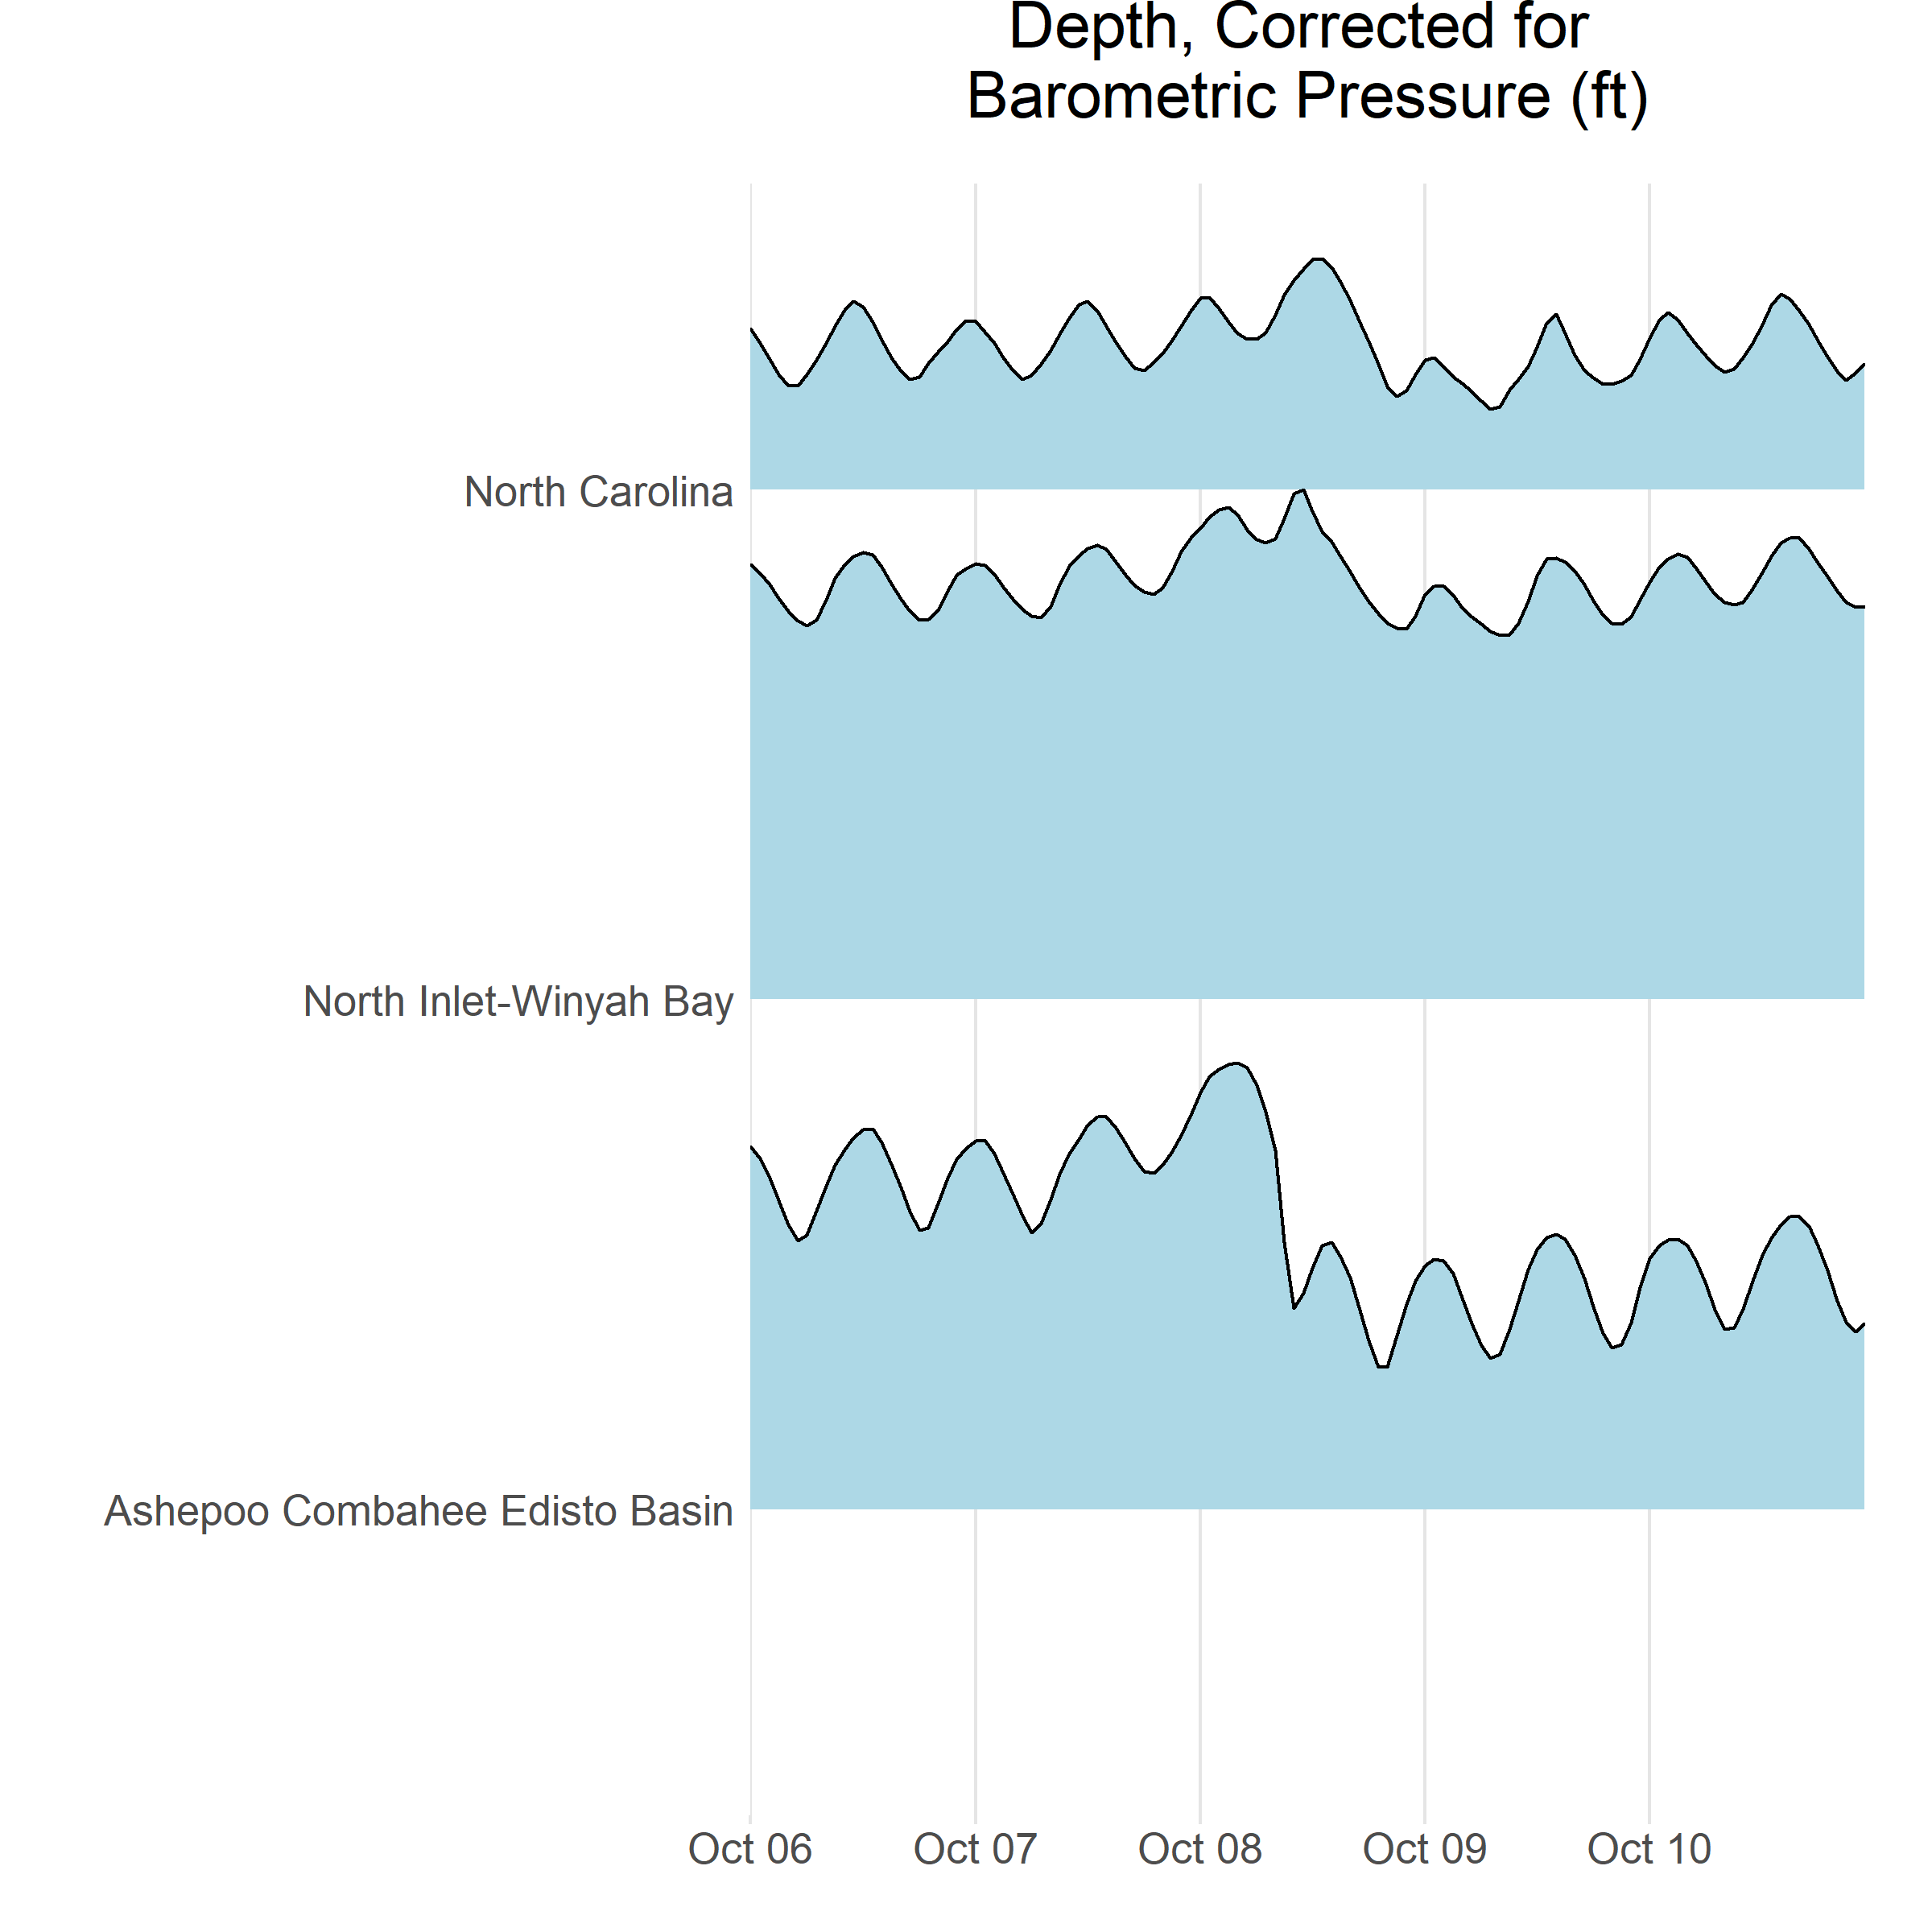 Depth, Corrected for
Barometric Pressure (ft)
North Carolina
North Inlet-Winyah Bay
Ashepoo Combahee Edisto Basin
Oct 06 Oct 07 Oct 08 Oct 09 Oct 10